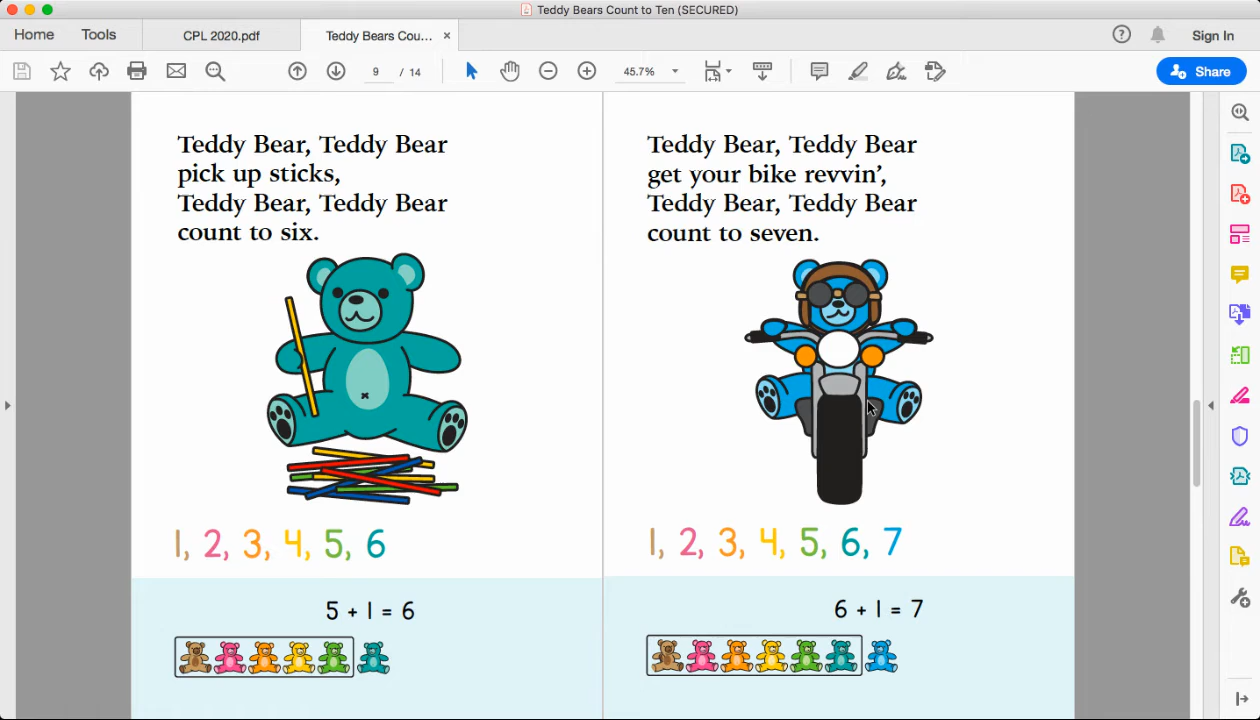 Teddy Bears Count to Ten (SECURED)
Home Tools CPL 2020.pdf Teddy Bears Cou... × ? Sign In
9 / 14 45.7% Share
Teddy Bear, Teddy Bear
pick up sticks,
Teddy Bear, Teddy Bear
count to six.
1, 2, 3, 4, 5, 6
5 + 1 = 6
Teddy Bear, Teddy Bear
get your bike revvin’,
Teddy Bear, Teddy Bear
count to seven.
1, 2, 3, 4, 5, 6, 7
6 + 1 = 7